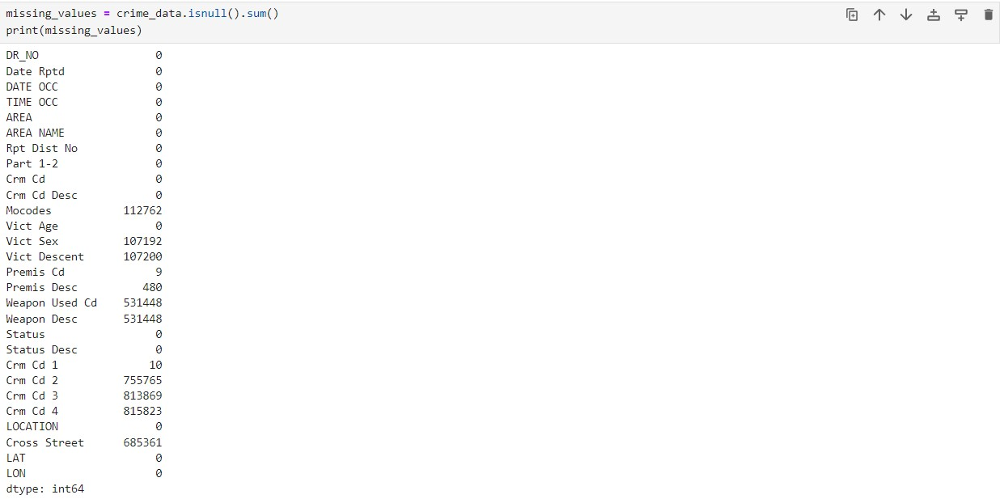 missing_values = crime_data.isnull().sum()
print(missing_values)
DR_NO 0
Date Rptd 0
DATE OCC 0
TIME OCC 0
AREA 0
AREA NAME 0
Rpt Dist No 0
Part 1-2 0
Crm Cd 0
Crm Cd Desc 0
Mocodes 112762
Vict Age 0
Vict Sex 107192
Vict Descent 107200
Premis Cd 9
Premis Desc 480
Weapon Used Cd 531448
Weapon Desc 531448
Status 0
Status Desc 0
Crm Cd 1 10
Crm Cd 2 755765
Crm Cd 3 813869
Crm Cd 4 815823
LOCATION 0
Cross Street 685361
LAT 0
LON 0
dtype: int64